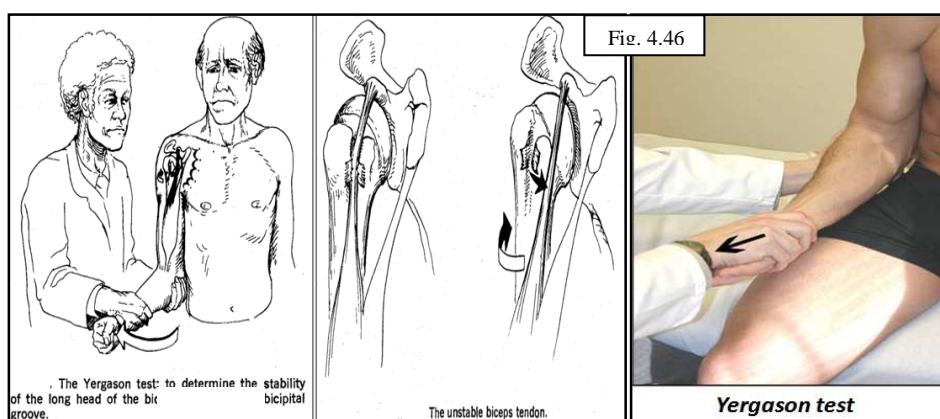 Fig. 4.46
. The Yergason test: to determine the stability
of the long head of the bic bicipital
groove.
The unstable biceps tendon.
Yergason test